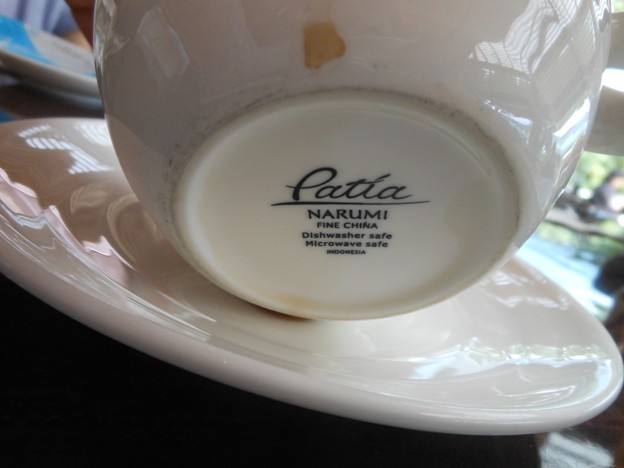 Patia
NARUMI
FINE CHINA
Dishwasher safe
Microwave safe
INDONESIA